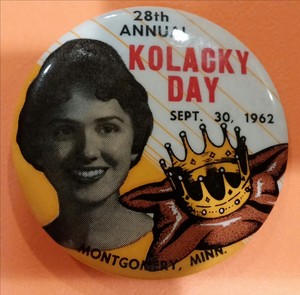 28th
ANNUAL
KOLACKY
DAY
SEPT. 30, 1962
MONTGOMERY, MINN.